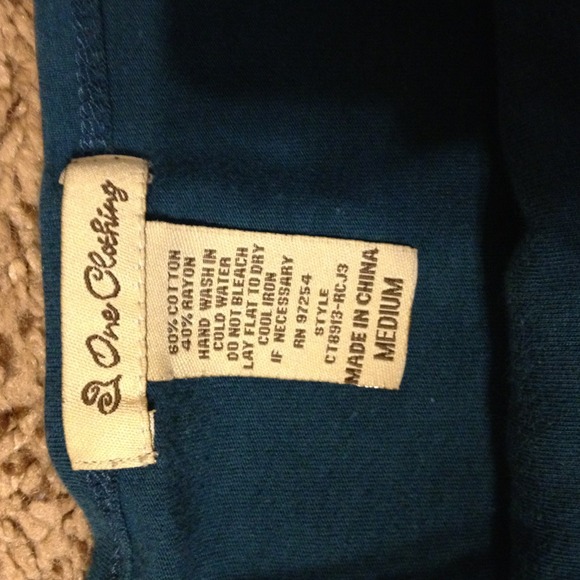 One Clothing
60% COTTON
40% RAYON
HAND WASH IN
COLD WATER
DO NOT BLEACH
LAY FLAT TO DRY
COOL IRON
IF NECESSARY
RN 97254
STYLE
CT8913-RCJ3
MADE IN CHINA
MEDIUM